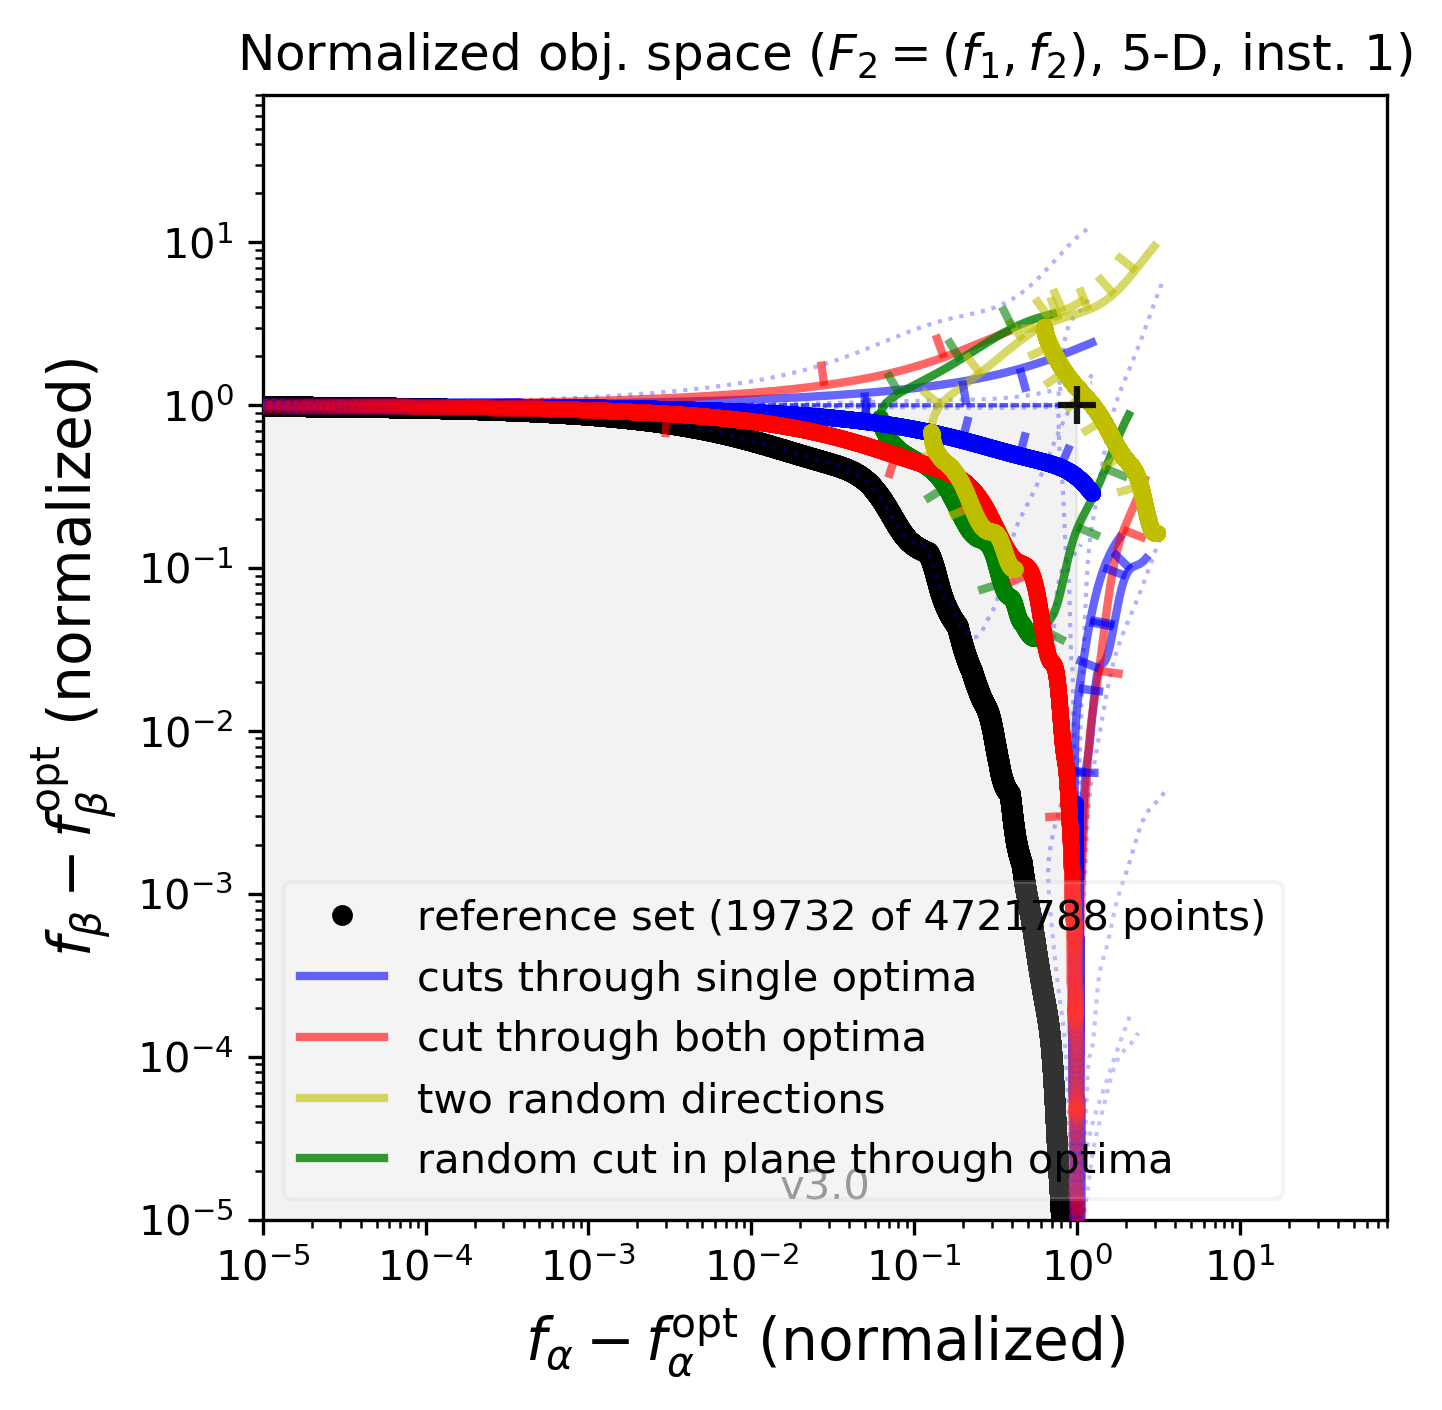 Normalized obj. space (F₂ = (f₁, f₂), 5-D, inst. 1)
f_β − f_β^opt (normalized)
10¹
10⁰
10⁻¹
10⁻²
10⁻³
10⁻⁴
10⁻⁵
reference set (19732 of 4721788 points)
cuts through single optima
cut through both optima
two random directions
random cut in plane through optima
v3.0
10⁻⁵ 10⁻⁴ 10⁻³ 10⁻² 10⁻¹ 10⁰ 10¹
f_α − f_α^opt (normalized)